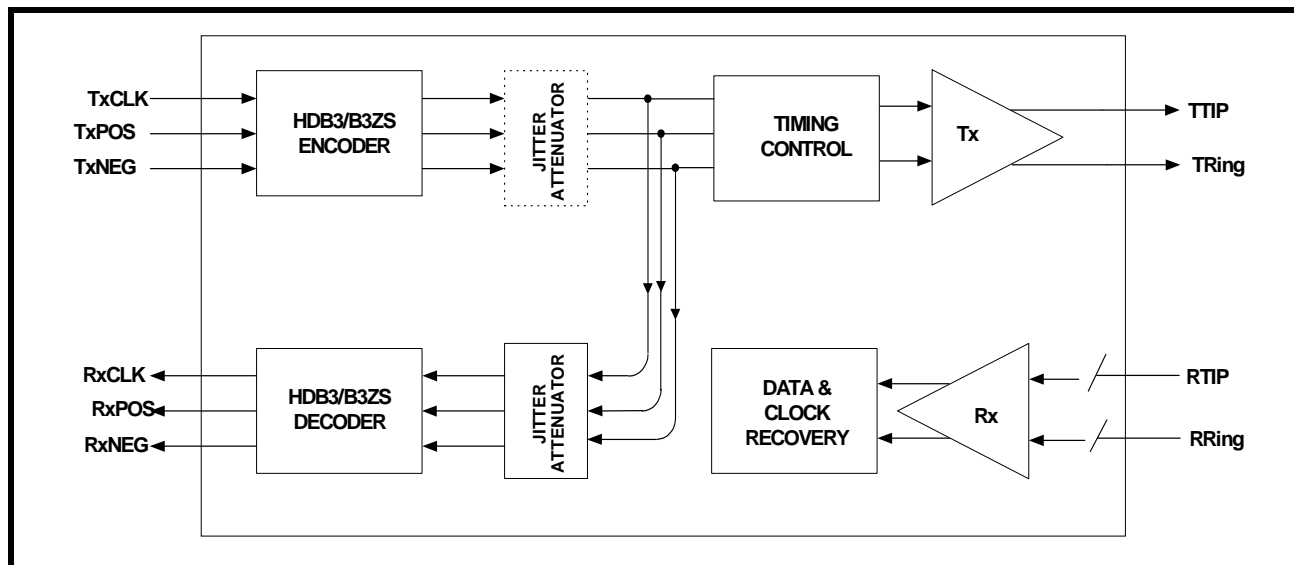 TxCLK
TxPOS
TxNEG
HDB3/B3ZS
ENCODER
JITTER
ATTENUATOR
TIMING
CONTROL
Tx
TTIP
TRing
RxCLK
RxPOS
RxNEG
HDB3/B3ZS
DECODER
JITTER
ATTENUATOR
DATA &
CLOCK
RECOVERY
Rx
RTIP
RRing